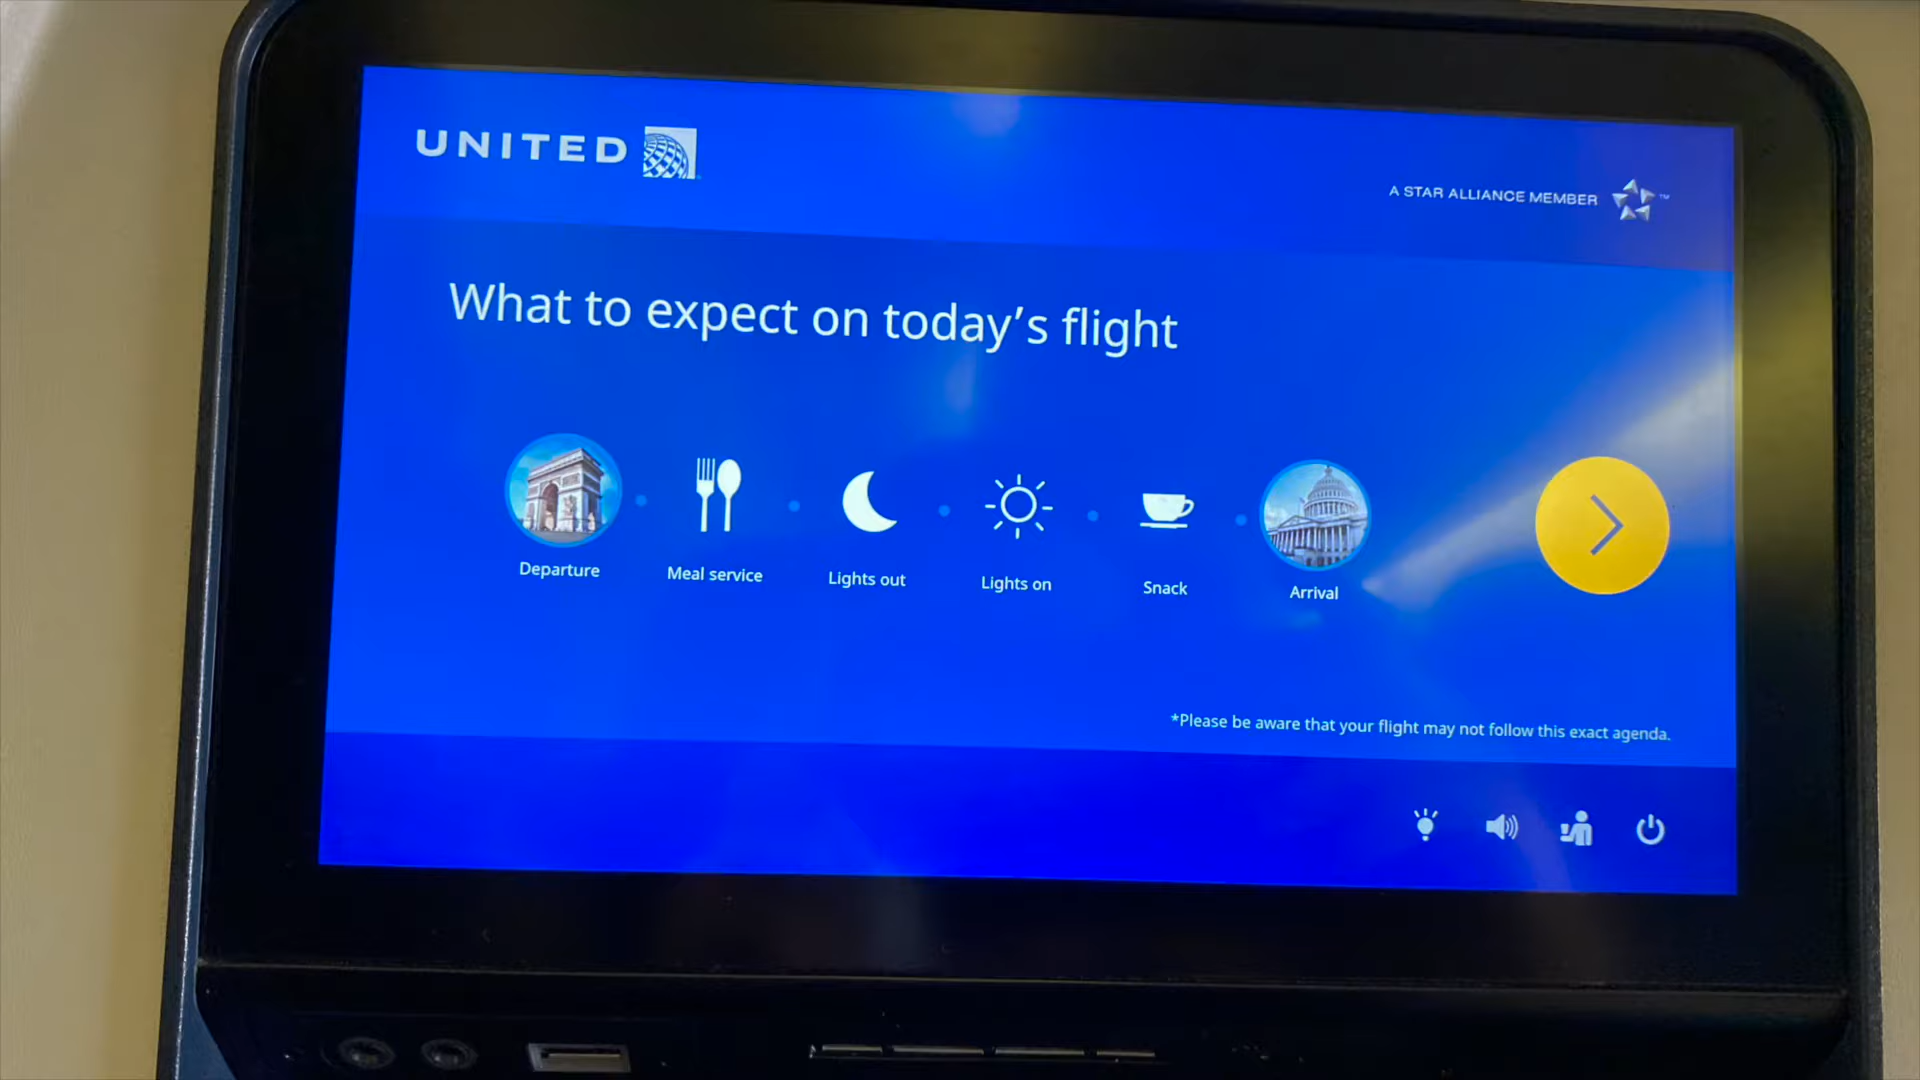 UNITED
A STAR ALLIANCE MEMBER ™
What to expect on today's flight
Departure
Meal service
Lights out
Lights on
Snack
Arrival
*Please be aware that your flight may not follow this exact agenda.